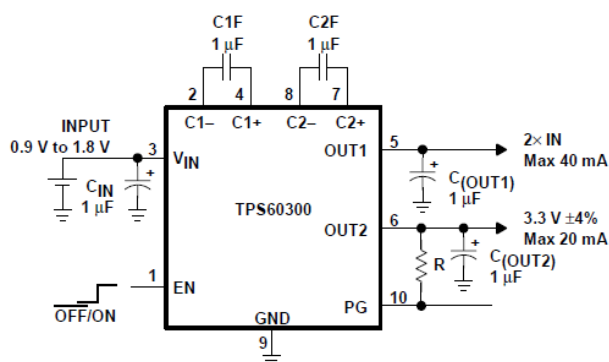 C1F
1 μF
C2F
1 μF
2
4
8
7
C1−
C1+
C2−
C2+
INPUT
0.9 V to 1.8 V
3
VIN
+
CIN
1 μF
TPS60300
OUT1
5
2× IN
Max 40 mA
+
C(OUT1)
1 μF
OUT2
6
3.3 V ±4%
Max 20 mA
+
R
C(OUT2)
1 μF
1
EN
OFF/ON
PG
10
GND
9